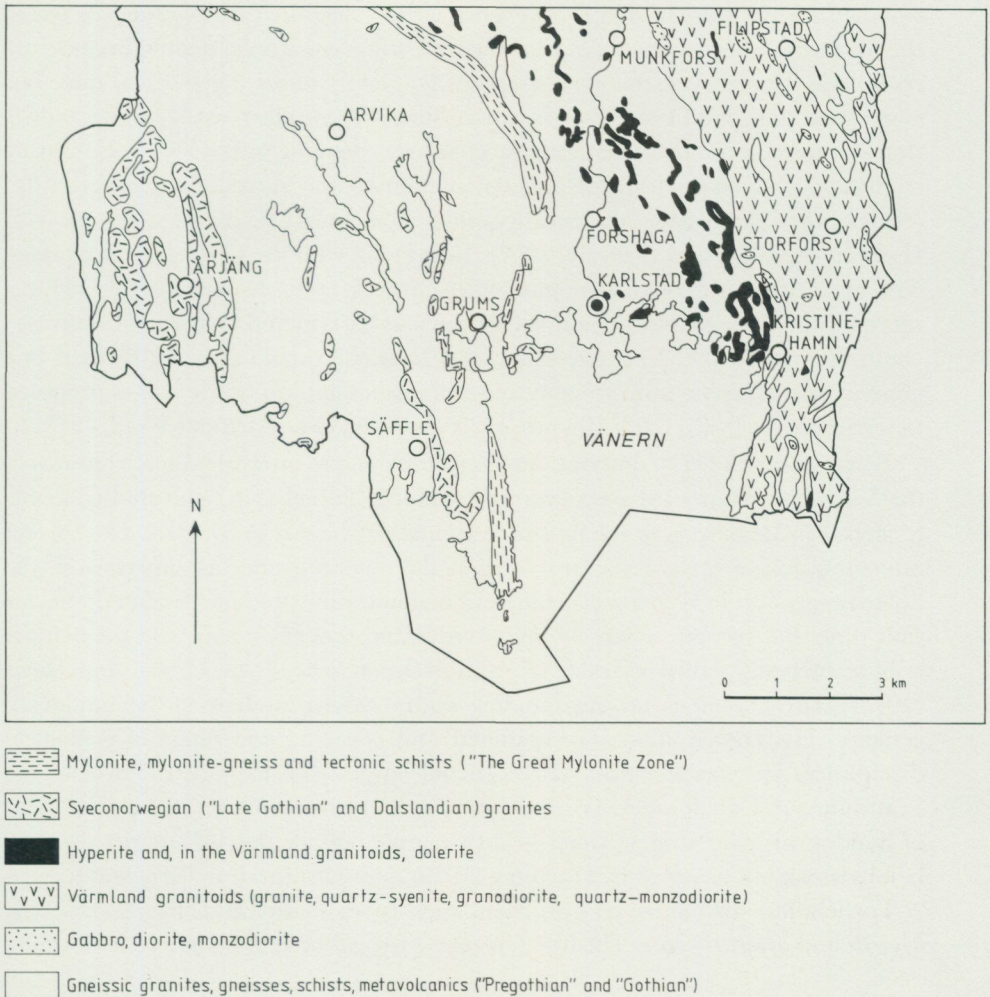 FILIPSTAD
MUNKFORS
ARVIKA
FORSHAGA
STORFORS
ÅRJÄNG
KARLSTAD
GRUMS
KRISTINE-
HAMN
SÄFFLE
VÄNERN
N
0 1 2 3 km
Mylonite, mylonite-gneiss and tectonic schists ("The Great Mylonite Zone")
Sveconorwegian ("Late Gothian" and Dalslandian) granites
Hyperite and, in the Värmland granitoids, dolerite
Värmland granitoids (granite, quartz-syenite, granodiorite, quartz-monzodiorite)
Gabbro, diorite, monzodiorite
Gneissic granites, gneisses, schists, metavolcanics ("Pregothian" and "Gothian")